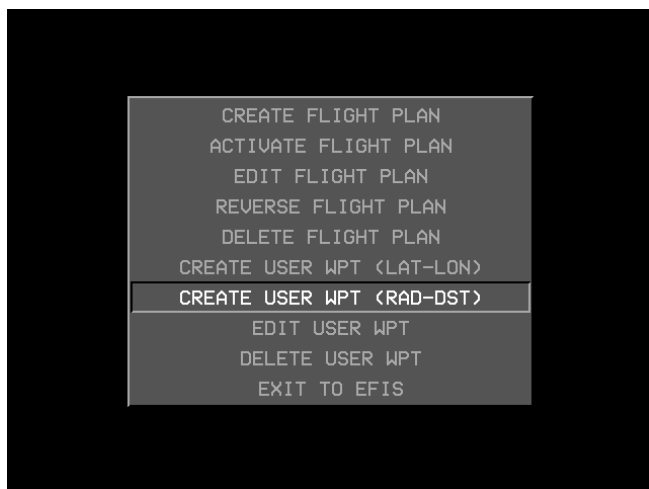 CREATE FLIGHT PLAN
ACTIVATE FLIGHT PLAN
EDIT FLIGHT PLAN
REVERSE FLIGHT PLAN
DELETE FLIGHT PLAN
CREATE USER WPT (LAT-LON)
CREATE USER WPT (RAD-DST)
EDIT USER WPT
DELETE USER WPT
EXIT TO EFIS